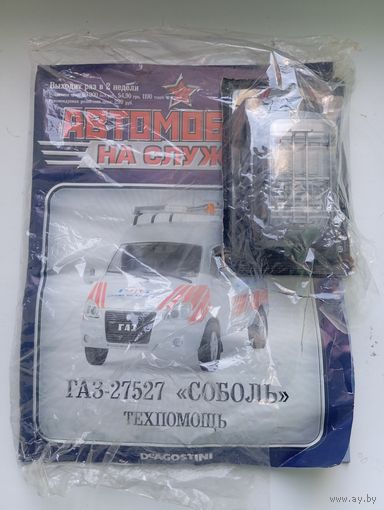 Выходит раз в 2 недели
АВТОМОБ
НА СЛУЖ
ГАЗ
ГАЗ-27527 «СОБОЛЬ»
ТЕХПОМОЩЬ
DEAGOSTINI
www.ay.by